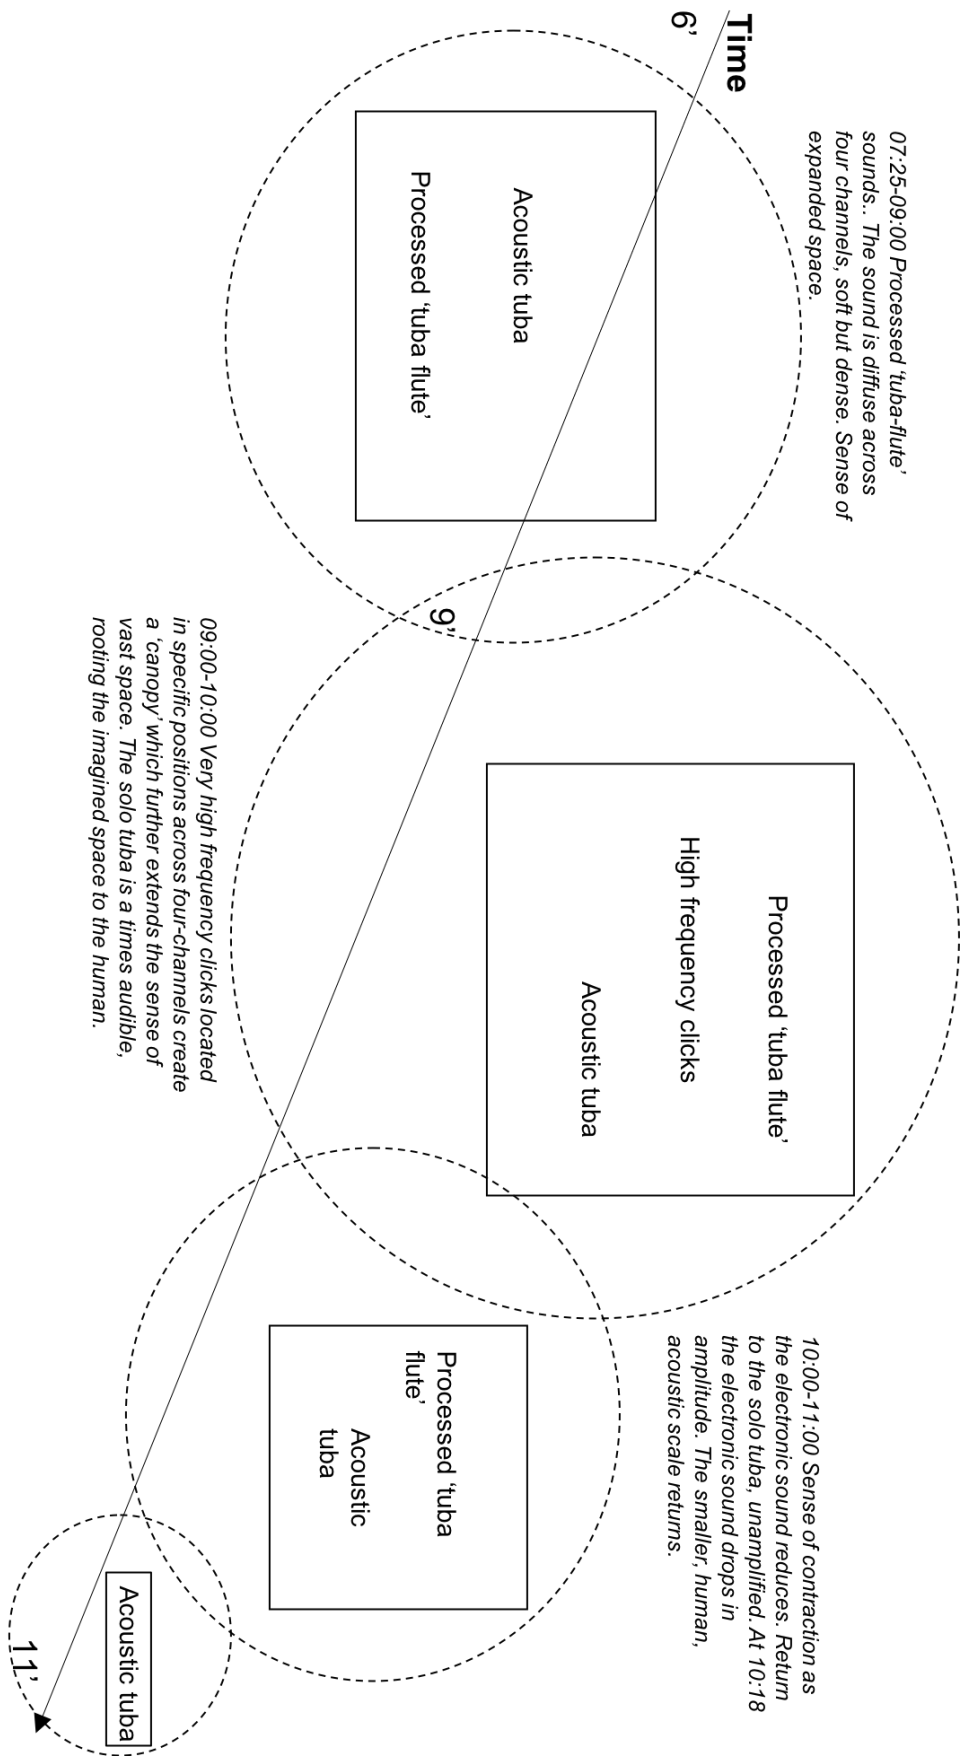 Time
6'
07:25-09:00 Processed 'tuba-flute'
sounds.. The sound is diffuse across
four channels, soft but dense. Sense of
expanded space.
Acoustic tuba
Processed 'tuba flute'
9'
09:00-10:00 Very high frequency clicks located
in specific positions across four-channels create
a 'canopy' which further extends the sense of
vast space. The solo tuba is a times audible,
rooting the imagined space to the human.
Processed 'tuba flute'
High frequency clicks
Acoustic tuba
10:00-11:00 Sense of contraction as
the electronic sound reduces. Return
to the solo tuba, unamplified. At 10:18
the electronic sound drops in
amplitude. The smaller, human,
acoustic scale returns.
Processed 'tuba
flute'
Acoustic
tuba
Acoustic tuba
11'